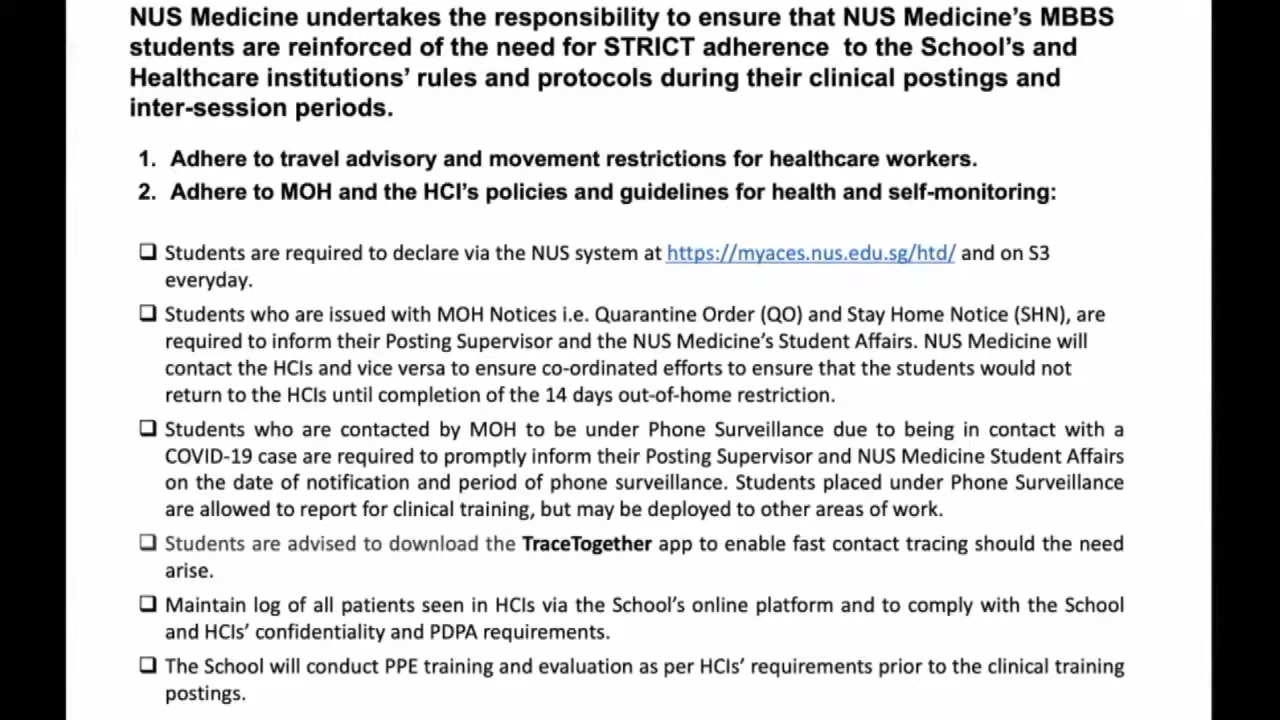 NUS Medicine undertakes the responsibility to ensure that NUS Medicine's MBBS
students are reinforced of the need for STRICT adherence to the School's and
Healthcare institutions' rules and protocols during their clinical postings and
inter-session periods.
1. Adhere to travel advisory and movement restrictions for healthcare workers.
2. Adhere to MOH and the HCI's policies and guidelines for health and self-monitoring:
❑ Students are required to declare via the NUS system at https://myaces.nus.edu.sg/htd/ and on S3
everyday.
❑ Students who are issued with MOH Notices i.e. Quarantine Order (QO) and Stay Home Notice (SHN), are
required to inform their Posting Supervisor and the NUS Medicine's Student Affairs. NUS Medicine will
contact the HCIs and vice versa to ensure co-ordinated efforts to ensure that the students would not
return to the HCIs until completion of the 14 days out-of-home restriction.
❑ Students who are contacted by MOH to be under Phone Surveillance due to being in contact with a
COVID-19 case are required to promptly inform their Posting Supervisor and NUS Medicine Student Affairs
on the date of notification and period of phone surveillance. Students placed under Phone Surveillance
are allowed to report for clinical training, but may be deployed to other areas of work.
❑ Students are advised to download the TraceTogether app to enable fast contact tracing should the need
arise.
❑ Maintain log of all patients seen in HCIs via the School's online platform and to comply with the School
and HCIs' confidentiality and PDPA requirements.
❑ The School will conduct PPE training and evaluation as per HCIs' requirements prior to the clinical training
postings.